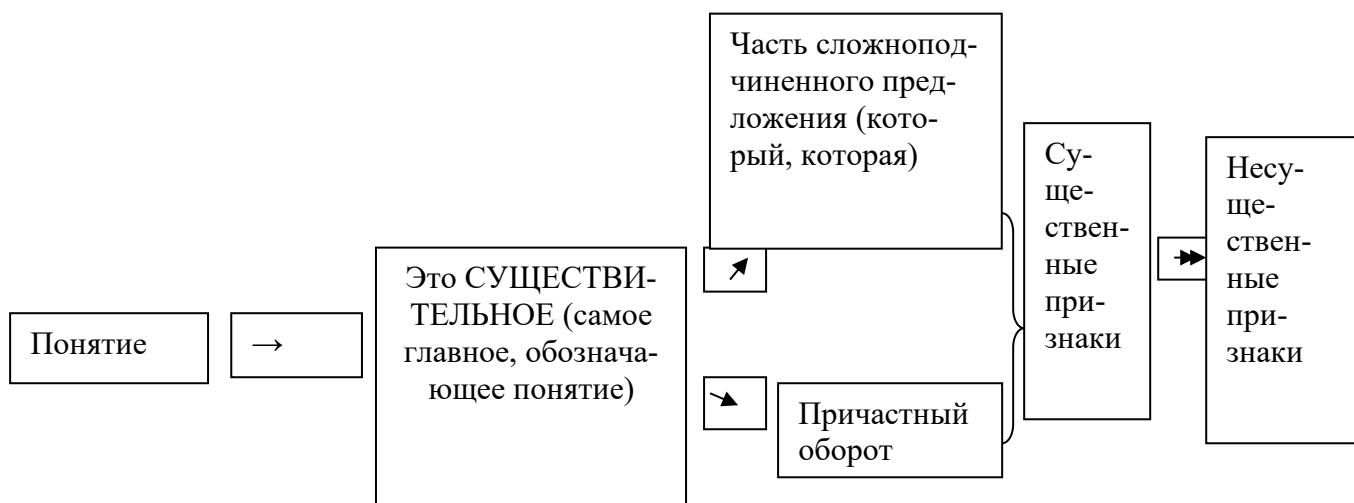 Понятие
→
Это СУЩЕСТВИ-
ТЕЛЬНОЕ (самое
главное, обознача-
ющее понятие)
Часть сложнопод-
чиненного пред-
ложения (кото-
рый, которая)
Причастный
оборот
Су-
ще-
ствен-
ные
при-
знаки
Несу-
ще-
ствен-
ные
при-
знаки